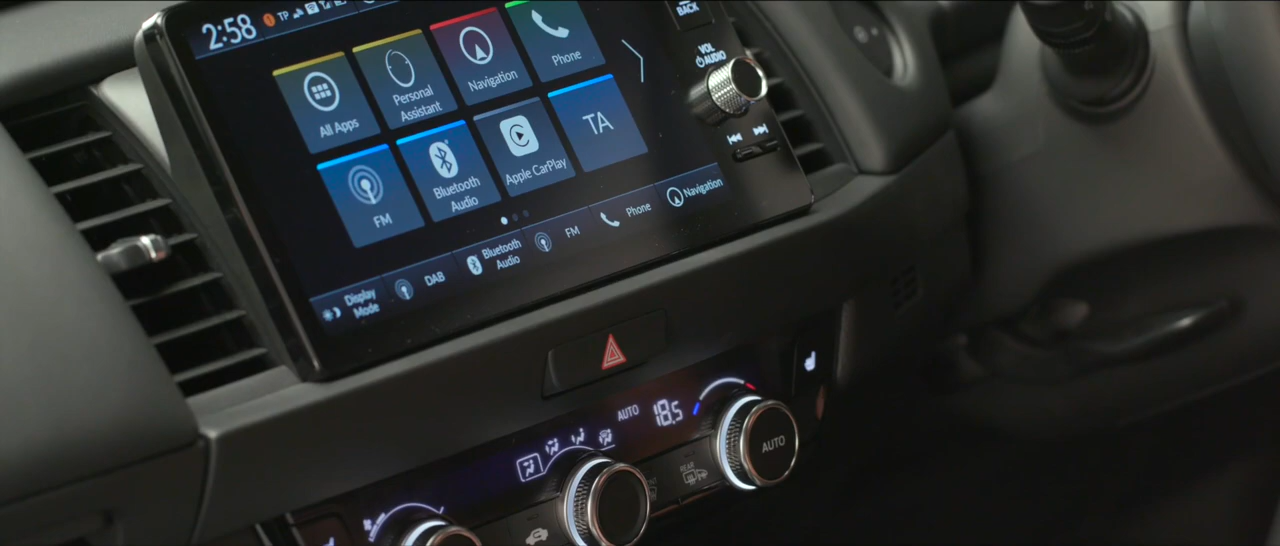 2:58 TP
BACK
All Apps
Personal
Assistant
Navigation
Phone
VOL
AUDIO
FM
Bluetooth
Audio
Apple CarPlay
TA
Display
Mode
DAB
Bluetooth
Audio
FM
Phone
Navigation
AUTO 18.5
AUTO
REAR